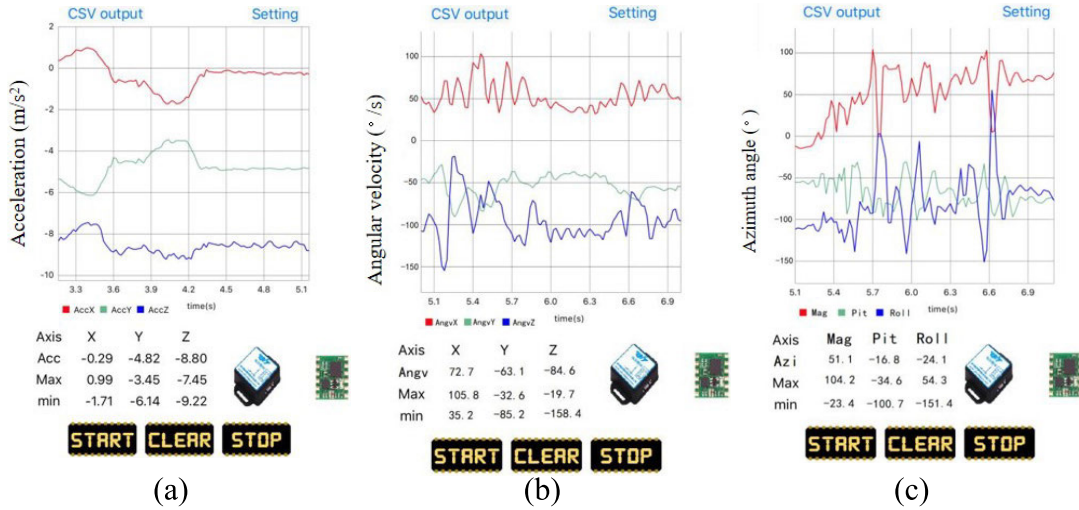 CSV output Setting
Acceleration (m/s²)
2
0
-2
-4
-6
-8
-10
3.3 3.6 3.9 4.2 4.5 4.8 5.1
time(s)
AccX AccY AccZ
Axis X Y Z
Acc -0.29 -4.82 -8.80
Max 0.99 -3.45 -7.45
min -1.71 -6.14 -9.22
START CLEAR STOP
(a)
CSV output Setting
Angular velocity (°/s)
100
50
0
-50
-100
-150
5.1 5.4 5.7 6.0 6.3 6.6 6.9
time(s)
AngvX AngvY AngvZ
Axis X Y Z
Angv 72.7 -63.1 -84.6
Max 105.8 -32.6 -19.7
min 35.2 -85.2 -158.4
START CLEAR STOP
(b)
CSV output Setting
Azimuth angle (°)
100
50
0
-50
-100
-150
5.1 5.4 5.7 6.0 6.3 6.6 6.9
time(s)
Mag Pit Roll
Axis Mag Pit Roll
Azi 51.1 -16.8 -24.1
Max 104.2 -34.6 54.3
min -23.4 -100.7 -151.4
START CLEAR STOP
(c)